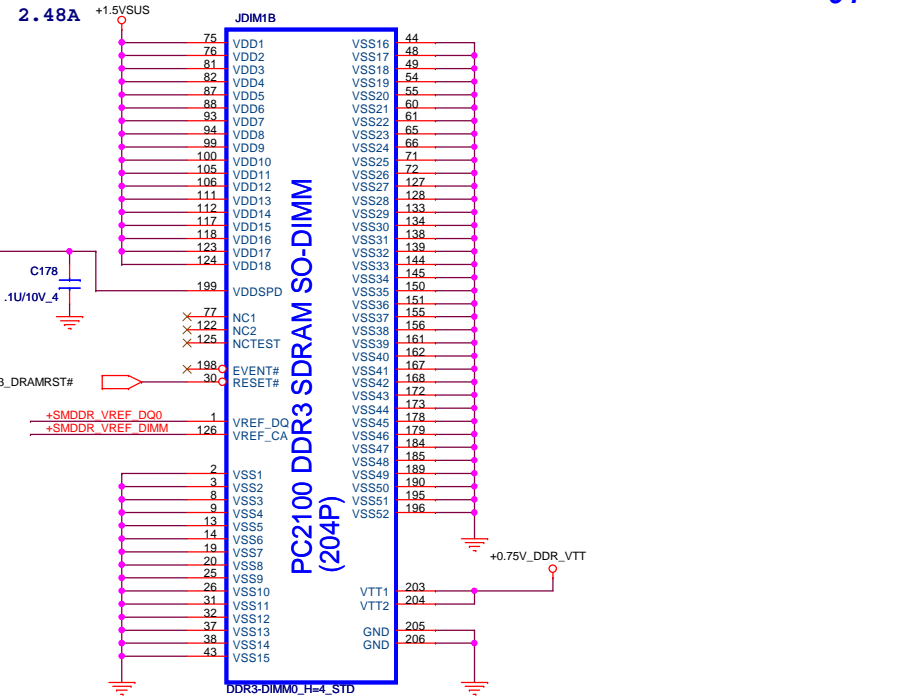 2.48A
+1.5VSUS
JDIM1B
75 VDD1 VSS16 44
76 VDD2 VSS17 48
81 VDD3 VSS18 49
82 VDD4 VSS19 54
87 VDD5 VSS20 55
88 VDD6 VSS21 60
93 VDD7 VSS22 61
94 VDD8 VSS23 65
99 VDD9 VSS24 66
100 VDD10 VSS25 71
105 VDD11 VSS26 72
106 VDD12 VSS27 127
111 VDD13 VSS28 128
112 VDD14 VSS29 133
117 VDD15 VSS30 134
118 VDD16 VSS31 138
123 VDD17 VSS32 139
124 VDD18 VSS33 144
VSS34 145
199 VDDSPD VSS35 150
VSS36 151
77 NC1 VSS37 155
122 NC2 VSS38 156
125 NCTEST VSS39 161
VSS40 162
198 EVENT# VSS41 167
30 RESET# VSS42 168
VSS43 172
VSS44 173
1 VREF_DQ VSS45 178
126 VREF_CA VSS46 179
VSS47 184
VSS48 185
2 VSS1 VSS49 189
3 VSS2 VSS50 190
8 VSS3 VSS51 195
9 VSS4 VSS52 196
13 VSS5
14 VSS6
19 VSS7
20 VSS8
25 VSS9
26 VSS10 VTT1 203
31 VSS11 VTT2 204
32 VSS12
37 VSS13 GND 205
38 VSS14 GND 206
43 VSS15
C178
.1U/10V_4
_DRAMRST#
+SMDDR_VREF_DQ0
+SMDDR_VREF_DIMM
PC2100 DDR3 SDRAM SO-DIMM
(204P)
+0.75V_DDR_VTT
DDR3-DIMM0_H=4_STD